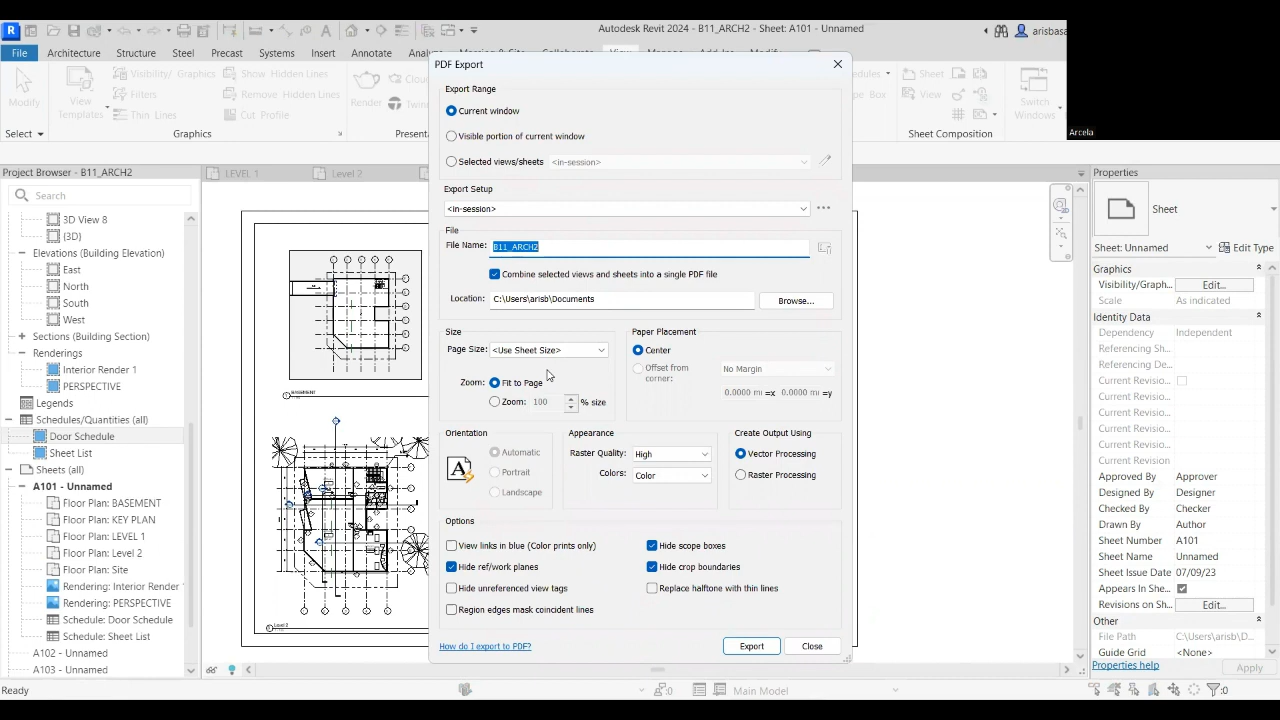 Autodesk Revit 2024 - B11_ARCH2 - Sheet: A101 - Unnamed
arisbasa
File
Architecture
Structure
Steel
Precast
Systems
Insert
Annotate
Modify
View Templates
Visibility/ Graphics
Filters
Thin Lines
Show Hidden Lines
Remove Hidden Lines
Cut Profile
Render
Sheet
View
Switch Windows
Select
Graphics
Sheet Composition
Arcela
Project Browser - B11_ARCH2
Search
3D View 8
{3D}
Elevations (Building Elevation)
East
North
South
West
Sections (Building Section)
Renderings
Interior Render 1
PERSPECTIVE
Legends
Schedules/Quantities (all)
Door Schedule
Sheet List
Sheets (all)
A101 - Unnamed
Floor Plan: BASEMENT
Floor Plan: KEY PLAN
Floor Plan: LEVEL 1
Floor Plan: Level 2
Floor Plan: Site
Rendering: Interior Render
Rendering: PERSPECTIVE
Schedule: Door Schedule
Schedule: Sheet List
A102 - Unnamed
A103 - Unnamed
LEVEL 1
Level 2
BASEMENT
Level 2
PDF Export
Export Range
Current window
Visible portion of current window
Selected views/sheets
<in-session>
Export Setup
<in-session>
File
File Name: B11_ARCH2
Combine selected views and sheets into a single PDF file
Location: C:\Users\arisb\Documents
Browse...
Size
Page Size: <Use Sheet Size>
Zoom: Fit to Page
Zoom: 100 % size
Paper Placement
Center
Offset from corner:
No Margin
0.0000 mi =x 0.0000 mi =y
Orientation
Automatic
Portrait
Landscape
Appearance
Raster Quality: High
Colors: Color
Create Output Using
Vector Processing
Raster Processing
Options
View links in blue (Color prints only)
Hide ref/work planes
Hide unreferenced view tags
Region edges mask coincident lines
Hide scope boxes
Hide crop boundaries
Replace halftone with thin lines
How do I export to PDF?
Export
Close
Properties
Sheet
Sheet: Unnamed
Edit Type
Graphics
Visibility/Graph... Edit...
Scale As indicated
Identity Data
Dependency Independent
Referencing Sh...
Referencing De...
Current Revisio...
Current Revisio...
Current Revisio...
Current Revisio...
Current Revisio...
Current Revision
Approved By Approver
Designed By Designer
Checked By Checker
Drawn By Author
Sheet Number A101
Sheet Name Unnamed
Sheet Issue Date 07/09/23
Appears In She...
Revisions on Sh... Edit...
Other
File Path C:\Users\arisb\D...
Guide Grid <None>
Properties help
Apply
Ready
:0
Main Model
:0